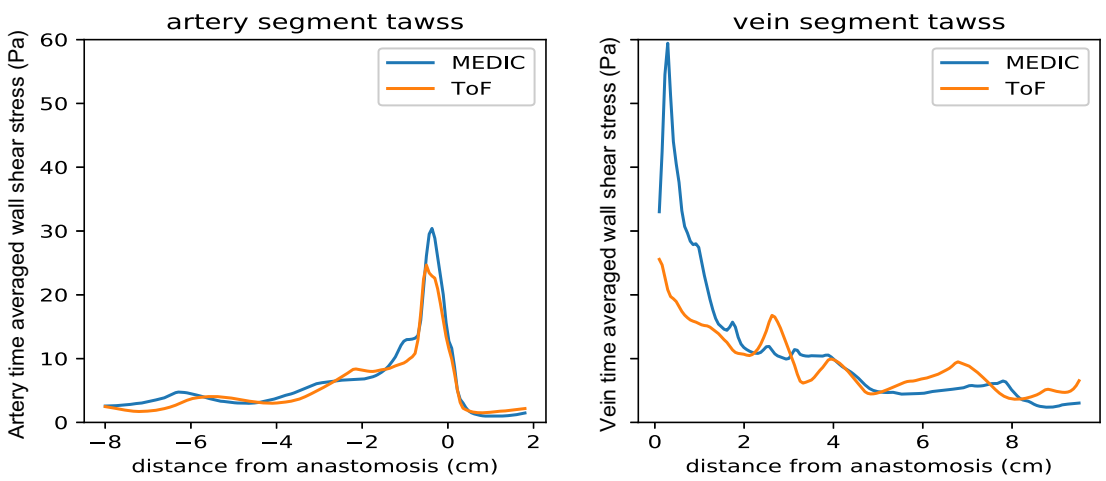 artery segment tawss
Artery time averaged wall shear stress (Pa)
60
50
40
30
20
10
0
MEDIC
ToF
−8
−6
−4
−2
0
2
distance from anastomosis (cm)
vein segment tawss
Vein time averaged wall shear stress (Pa)
MEDIC
ToF
0
2
4
6
8
distance from anastomosis (cm)